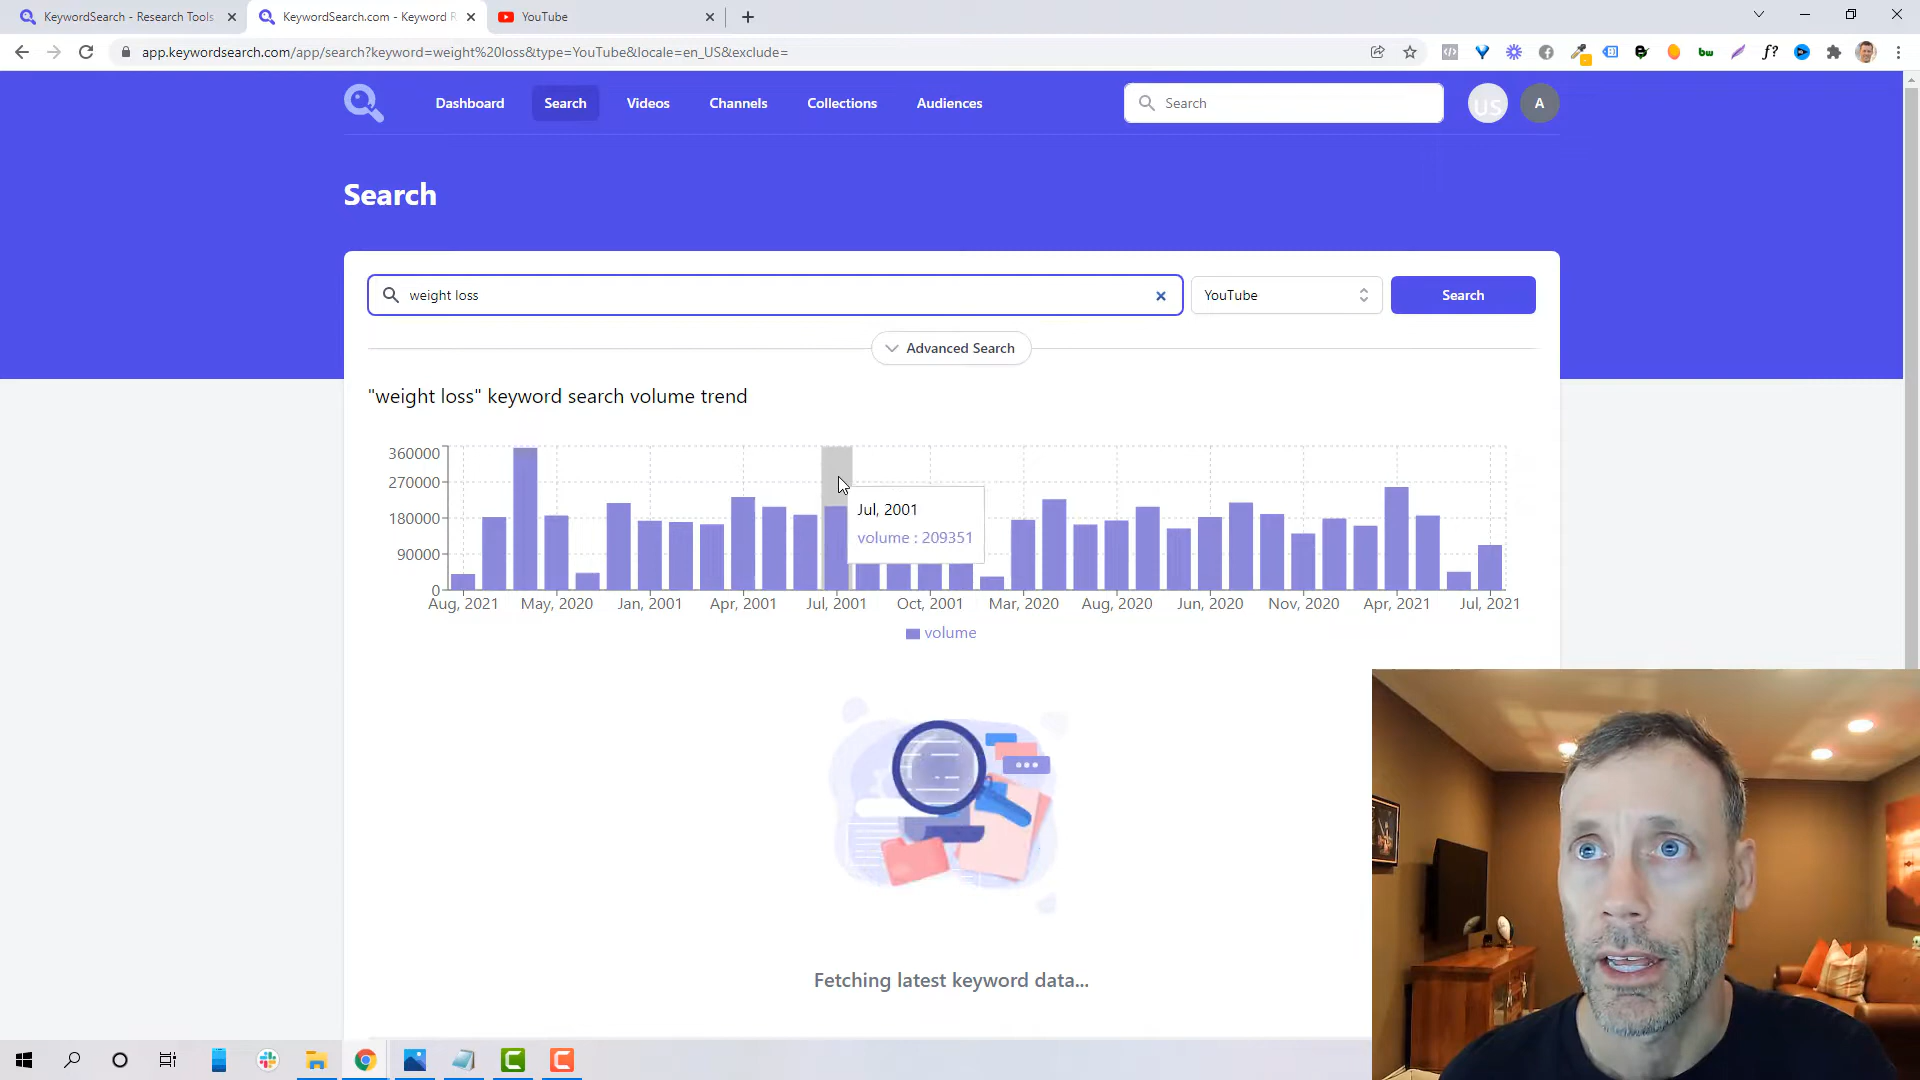 KeywordSearch - Research Tools
KeywordSearch.com - Keyword R
YouTube
app.keywordsearch.com/app/search?keyword=weight%20loss&type=YouTube&locale=en_US&exclude=
Dashboard
Search
Videos
Channels
Collections
Audiences
Search
US
A
Search
weight loss
YouTube
Search
Advanced Search
"weight loss" keyword search volume trend
360000
270000
180000
90000
0
Jul, 2001
volume : 209351
Aug, 2021
May, 2020
Jan, 2001
Apr, 2001
Jul, 2001
Oct, 2001
Mar, 2020
Aug, 2020
Jun, 2020
Nov, 2020
Apr, 2021
Jul, 2021
volume
Fetching latest keyword data...